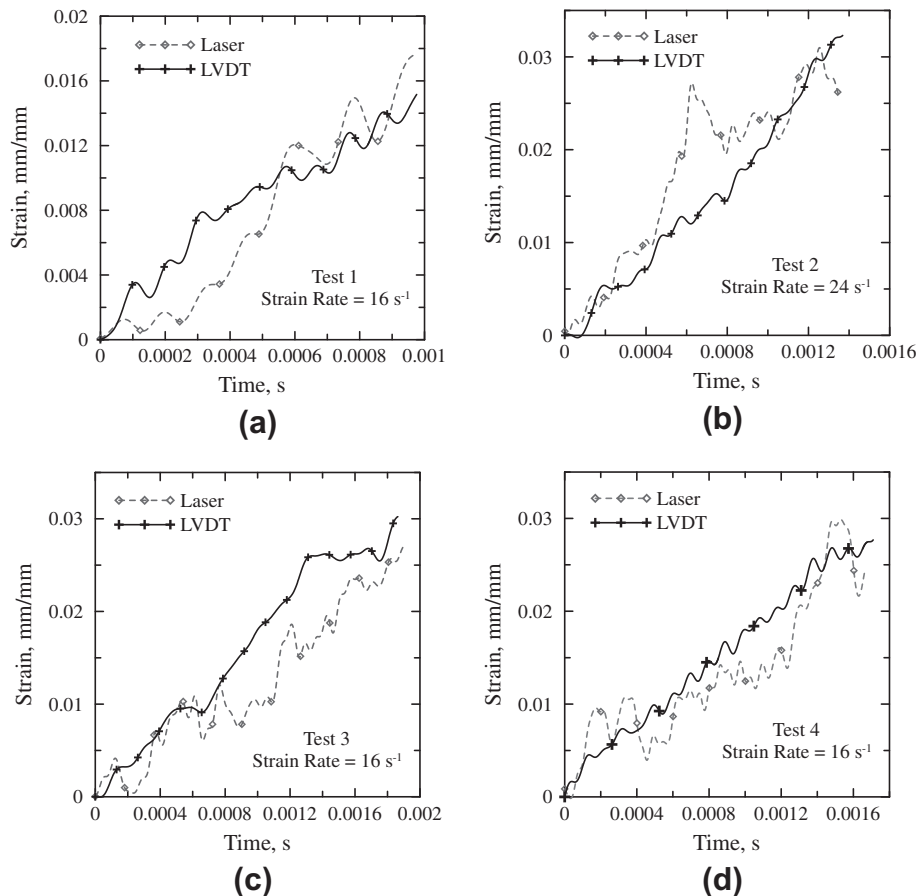 0.02
0.016
0.012
0.008
0.004
0
Strain, mm/mm
Laser
LVDT
Test 1
Strain Rate = 16 s-1
0 0.0002 0.0004 0.0006 0.0008 0.001
Time, s
(a)
0.03
0.02
0.01
0
Strain, mm/mm
Laser
LVDT
Test 2
Strain Rate = 24 s-1
0 0.0004 0.0008 0.0012 0.0016
Time, s
(b)
0.03
0.02
0.01
0
Strain, mm/mm
Laser
LVDT
Test 3
Strain Rate = 16 s-1
0 0.0004 0.0008 0.0012 0.0016 0.002
Time, s
(c)
0.03
0.02
0.01
0
Strain, mm/mm
Laser
LVDT
Test 4
Strain Rate = 16 s-1
0 0.0004 0.0008 0.0012 0.0016
Time, s
(d)